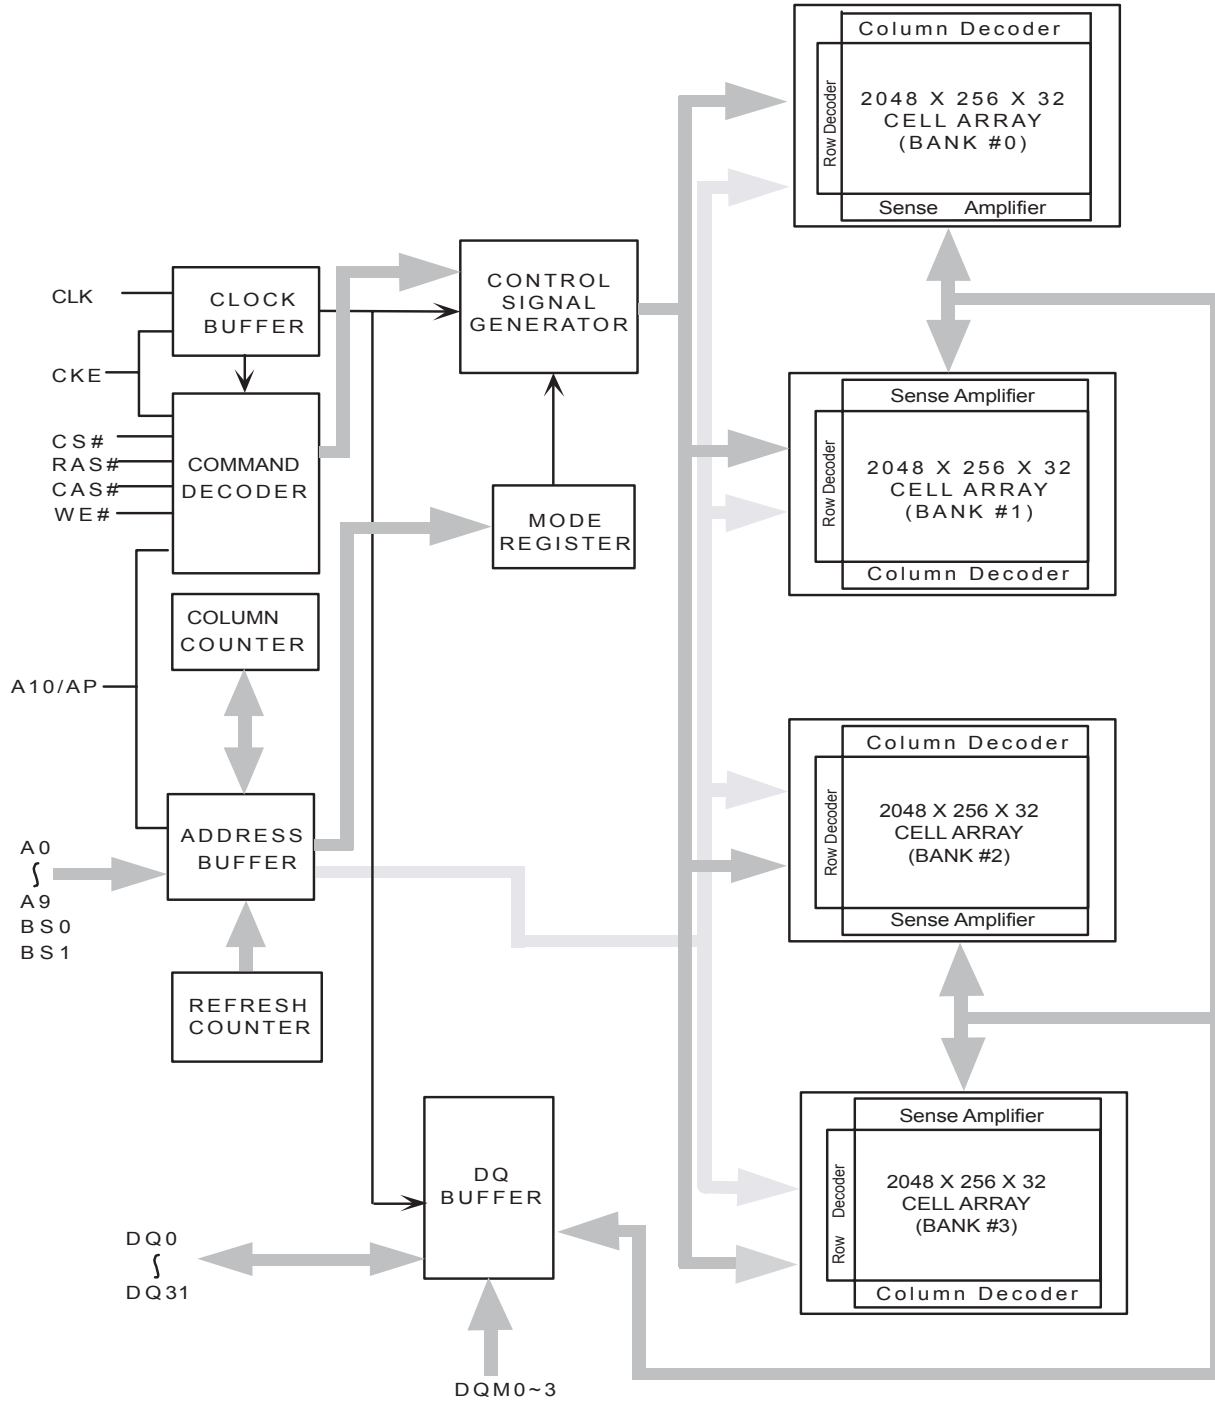 Column Decoder
Row Decoder
2048 X 256 X 32
CELL ARRAY
(BANK #0)
Sense Amplifier
CLK
CLOCK
BUFFER
CONTROL
SIGNAL
GENERATOR
CKE
CS#
RAS#
CAS#
WE#
COMMAND
DECODER
Sense Amplifier
Row Decoder
2048 X 256 X 32
CELL ARRAY
(BANK #1)
Column Decoder
MODE
REGISTER
COLUMN
COUNTER
A10/AP
Column Decoder
Row Decoder
2048 X 256 X 32
CELL ARRAY
(BANK #2)
Sense Amplifier
ADDRESS
BUFFER
A0
∫
A9
BS0
BS1
REFRESH
COUNTER
Sense Amplifier
Row Decoder
2048 X 256 X 32
CELL ARRAY
(BANK #3)
Column Decoder
DQ
BUFFER
DQ0
∫
DQ31
DQM0~3